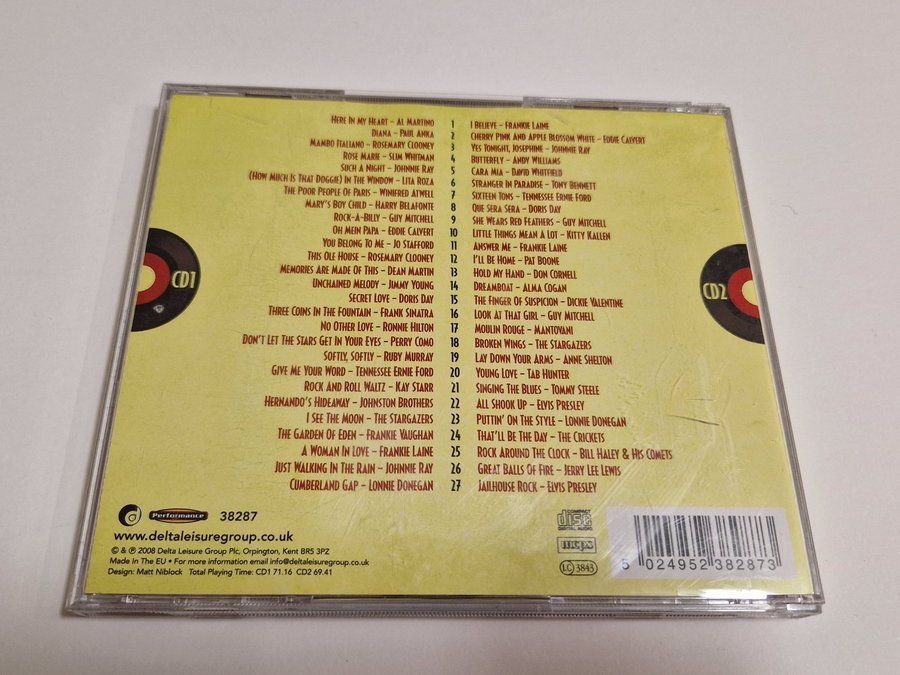 Here In My Heart – Al Martino 1 I Believe – Frankie Laine
Diana – Paul Anka 2 Cherry Pink And Apple Blossom White – Eddie Calvert
Mambo Italiano – Rosemary Clooney 3 Yes Tonight, Josephine – Johnnie Ray
Rose Marie – Slim Whitman 4 Butterfly – Andy Williams
Such A Night – Johnnie Ray 5 Cara Mia – David Whitfield
(How Much Is That Doggie) In The Window – Lita Roza 6 Stranger In Paradise – Tony Bennett
The Poor People Of Paris – Winifred Atwell 7 Sixteen Tons – Tennessee Ernie Ford
Mary's Boy Child – Harry Belafonte 8 Que Sera Sera – Doris Day
Rock-A-Billy – Guy Mitchell 9 She Wears Red Feathers – Guy Mitchell
Oh Mein Papa – Eddie Calvert 10 Little Things Mean A Lot – Kitty Kallen
You Belong To Me – Jo Stafford 11 Answer Me – Frankie Laine
This Ole House – Rosemary Clooney 12 I'll Be Home – Pat Boone
Memories Are Made Of This – Dean Martin 13 Hold My Hand – Don Cornell
Unchained Melody – Jimmy Young 14 Dreamboat – Alma Cogan
Secret Love – Doris Day 15 The Finger Of Suspicion – Dickie Valentine
Three Coins In The Fountain – Frank Sinatra 16 Look At That Girl – Guy Mitchell
No Other Love – Ronnie Hilton 17 Moulin Rouge – Mantovani
Don't Let The Stars Get In Your Eyes – Perry Como 18 Broken Wings – The Stargazers
Softly, Softly – Ruby Murray 19 Lay Down Your Arms – Anne Shelton
Give Me Your Word – Tennessee Ernie Ford 20 Young Love – Tab Hunter
Rock And Roll Waltz – Kay Starr 21 Singing The Blues – Tommy Steele
Hernando's Hideaway – Johnston Brothers 22 All Shook Up – Elvis Presley
I See The Moon – The Stargazers 23 Puttin' On The Style – Lonnie Donegan
The Garden Of Eden – Frankie Vaughan 24 That'll Be The Day – The Crickets
A Woman In Love – Frankie Laine 25 Rock Around The Clock – Bill Haley & His Comets
Just Walking In The Rain – Johnnie Ray 26 Great Balls Of Fire – Jerry Lee Lewis
Cumberland Gap – Lonnie Donegan 27 Jailhouse Rock – Elvis Presley
CD1
CD2
Performance 38287
www.deltaleisuregroup.co.uk
© & ℗ 2008 Delta Leisure Group Plc, Orpington, Kent BR5 3PZ
Made In The EU • For more information email info@deltaleisuregroup.co.uk
Design: Matt Niblock Total Playing Time: CD1 71.16 CD2 69.41
COMPACT
disc
DIGITAL AUDIO
mcps
LC 3843
5 024952 382873